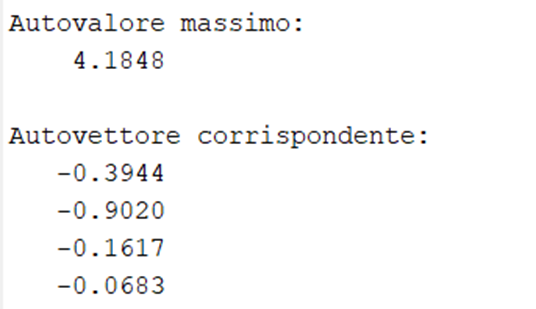 Autovalore massimo:
4.1848
Autovettore corrispondente:
-0.3944
-0.9020
-0.1617
-0.0683